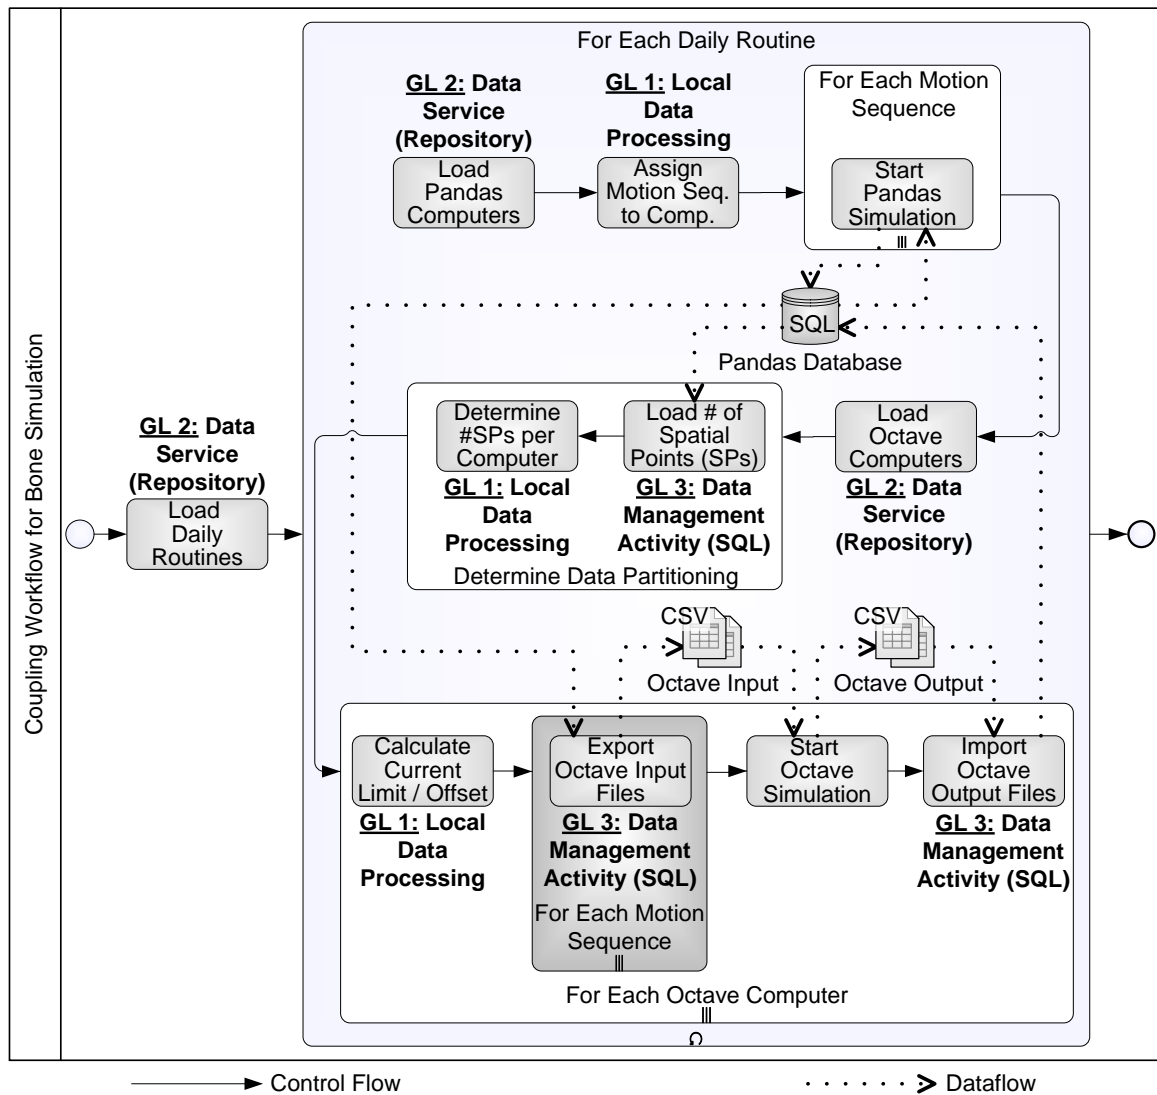 Coupling Workflow for Bone Simulation
For Each Daily Routine
GL 2: Data
Service
(Repository)
Load
Pandas
Computers
GL 1: Local
Data
Processing
Assign
Motion Seq.
to Comp.
For Each Motion
Sequence
Start
Pandas
Simulation
SQL
Pandas Database
GL 2: Data
Service
(Repository)
Load
Daily
Routines
Determine
#SPs per
Computer
GL 1: Local
Data
Processing
Load # of
Spatial
Points (SPs)
GL 3: Data
Management
Activity (SQL)
Determine Data Partitioning
Load
Octave
Computers
GL 2: Data
Service
(Repository)
CSV
Octave Input
CSV
Octave Output
Calculate
Current
Limit / Offset
GL 1: Local
Data
Processing
Export
Octave Input
Files
GL 3: Data
Management
Activity (SQL)
For Each Motion
Sequence
Start
Octave
Simulation
Import
Octave
Output Files
GL 3: Data
Management
Activity (SQL)
For Each Octave Computer
Control Flow
Dataflow